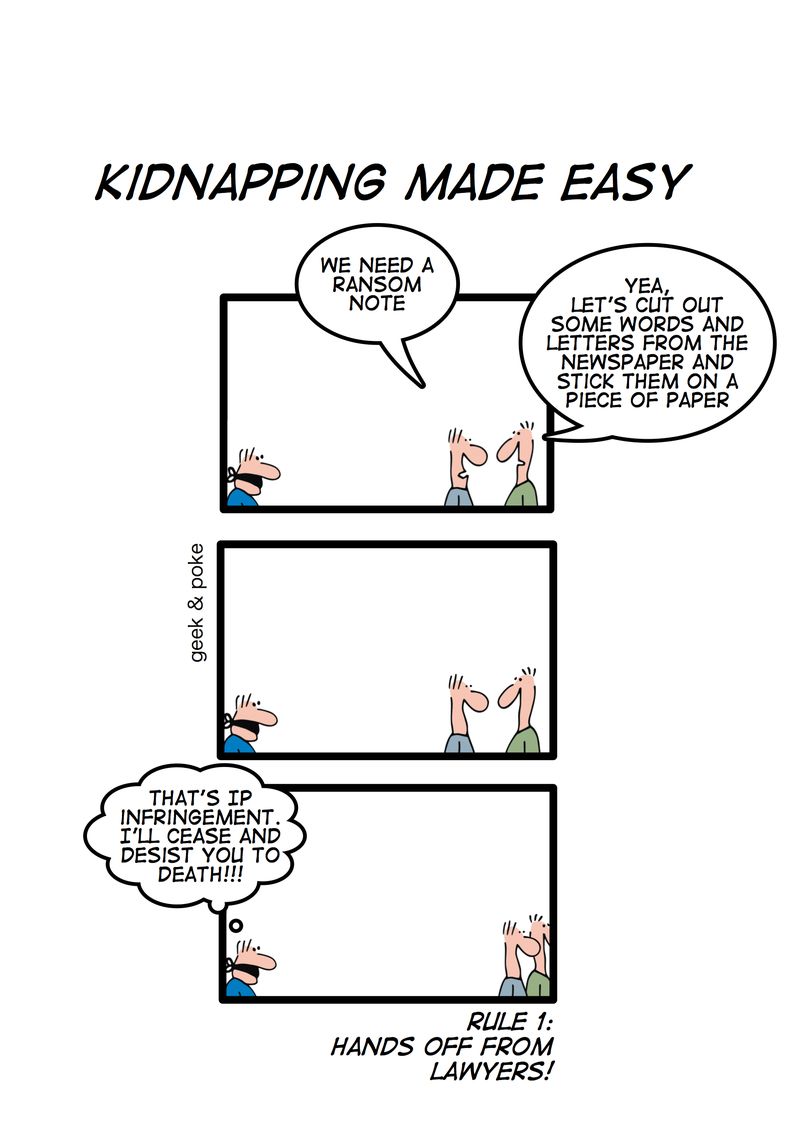 KIDNAPPING MADE EASY
WE NEED A
RANSOM
NOTE
YEA,
LET'S CUT OUT
SOME WORDS AND
LETTERS FROM THE
NEWSPAPER AND
STICK THEM ON A
PIECE OF PAPER
geek & poke
THAT'S IP
INFRINGEMENT.
I'LL CEASE AND
DESIST YOU TO
DEATH!!!
RULE 1:
HANDS OFF FROM
LAWYERS!